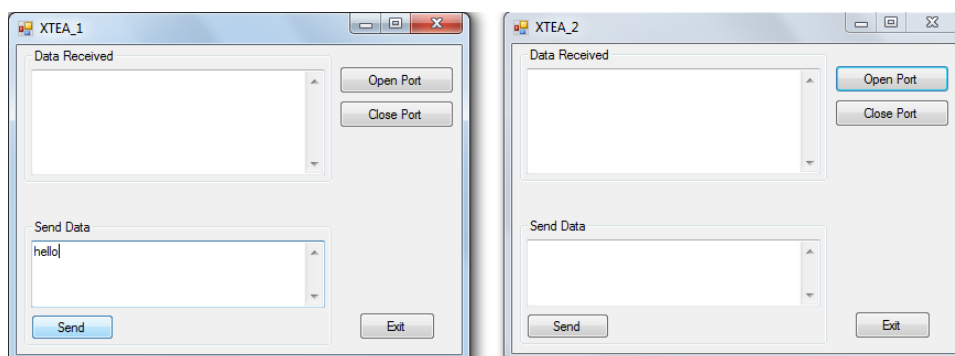 XTEA_1
Data Received
Open Port
Close Port
Send Data
hello
Send
Exit
XTEA_2
Data Received
Open Port
Close Port
Send Data
Send
Exit